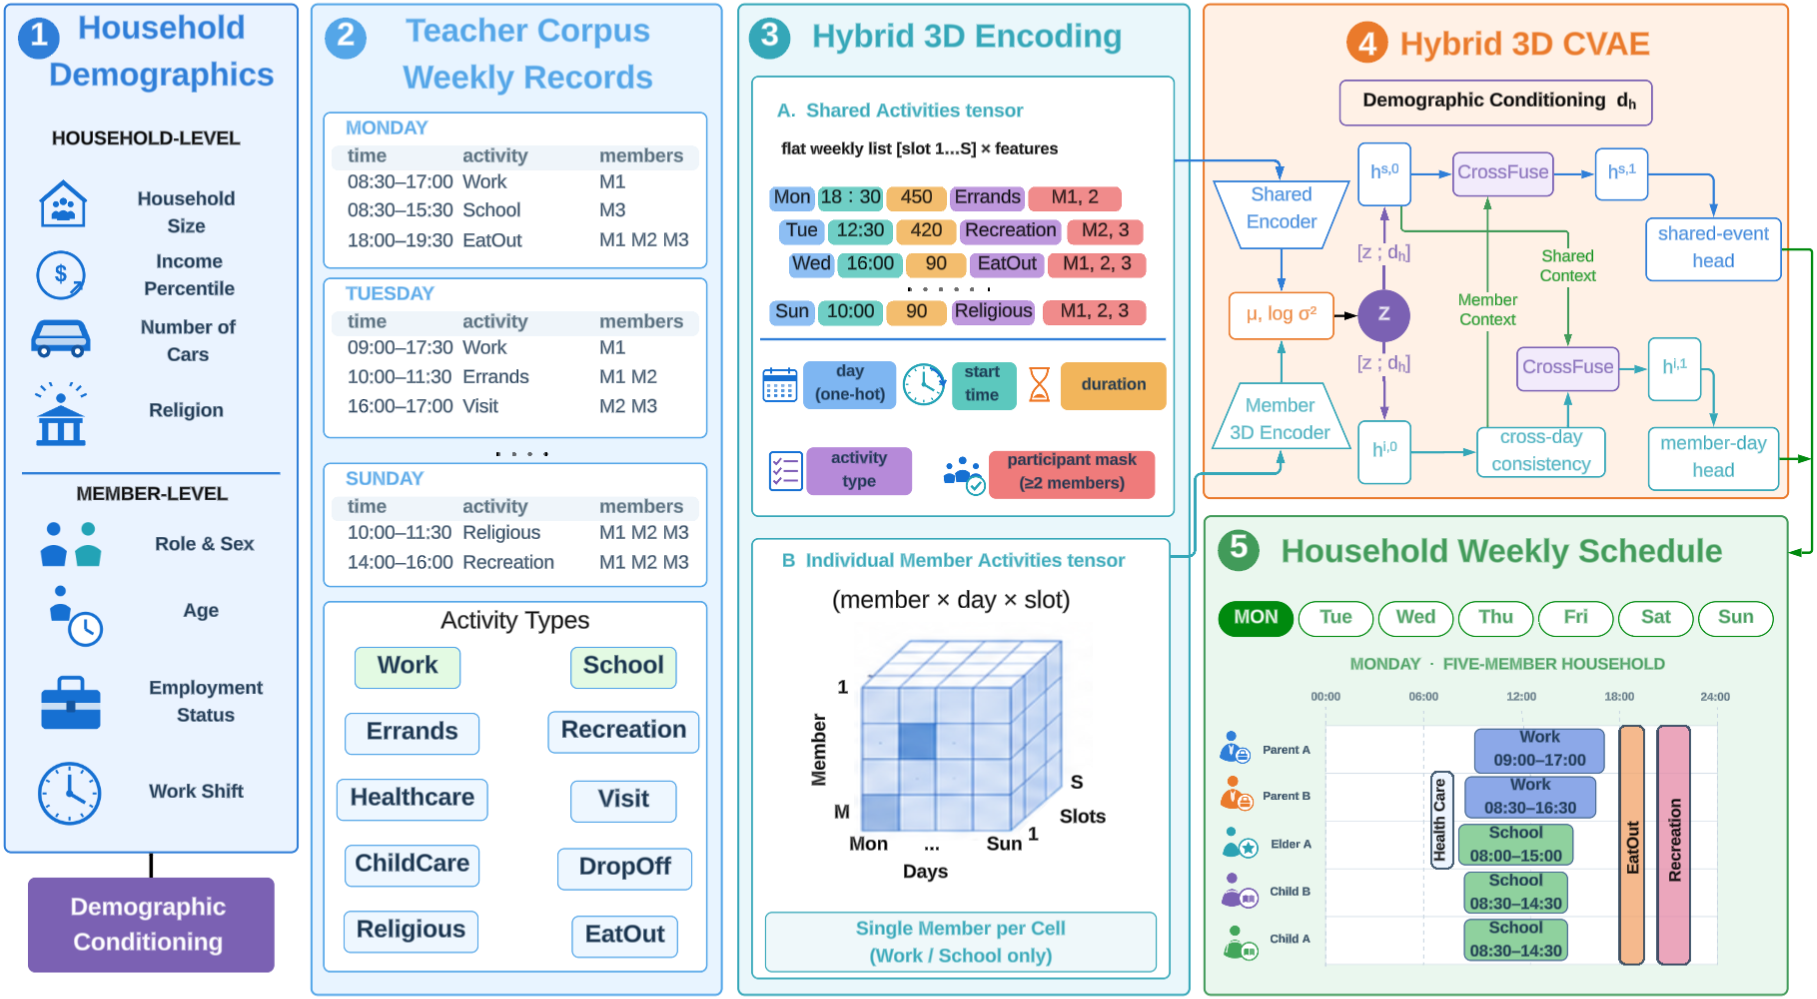 1 Household
Demographics
HOUSEHOLD-LEVEL
Household
Size
Income
Percentile
$
Number of
Cars
Religion
MEMBER-LEVEL
Role & Sex
Age
Employment
Status
Work Shift
Demographic
Conditioning
2 Teacher Corpus
Weekly Records
MONDAY
time activity members
08:30–17:00 Work M1
08:30–15:30 School M3
18:00–19:30 EatOut M1 M2 M3
TUESDAY
time activity members
09:00–17:30 Work M1
10:00–11:30 Errands M1 M2
16:00–17:00 Visit M2 M3
. . . .
SUNDAY
time activity members
10:00–11:30 Religious M1 M2 M3
14:00–16:00 Recreation M1 M2 M3
Activity Types
Work School
Errands Recreation
Healthcare Visit
ChildCare DropOff
Religious EatOut
3 Hybrid 3D Encoding
A. Shared Activities tensor
flat weekly list [slot 1...S] × features
Mon 18 : 30 450 Errands M1, 2
Tue 12:30 420 Recreation M2, 3
Wed 16:00 90 EatOut M1, 2, 3
. . . . . .
Sun 10:00 90 Religious M1, 2, 3
day
(one-hot)
start
time
duration
activity
type
participant mask
(≥2 members)
B Individual Member Activities tensor
(member × day × slot)
1
Member
M
Mon ... Sun
Days
1
S
Slots
Single Member per Cell
(Work / School only)
4 Hybrid 3D CVAE
Demographic Conditioning dₕ
Shared
Encoder
μ, log σ²
Member
3D Encoder
z
[z ; dₕ]
[z ; dₕ]
h^{s,0}
CrossFuse
h^{s,1}
shared-event
head
Shared
Context
Member
Context
CrossFuse
h^{i,1}
h^{i,0}
cross-day
consistency
member-day
head
5 Household Weekly Schedule
MON Tue Wed Thu Fri Sat Sun
MONDAY · FIVE-MEMBER HOUSEHOLD
00:00 06:00 12:00 18:00 24:00
Parent A
Work
09:00–17:00
Parent B
Work
08:30–16:30
Elder A
School
08:00–15:00
Child B
School
08:30–14:30
Child A
School
08:30–14:30
Health Care
EatOut
Recreation